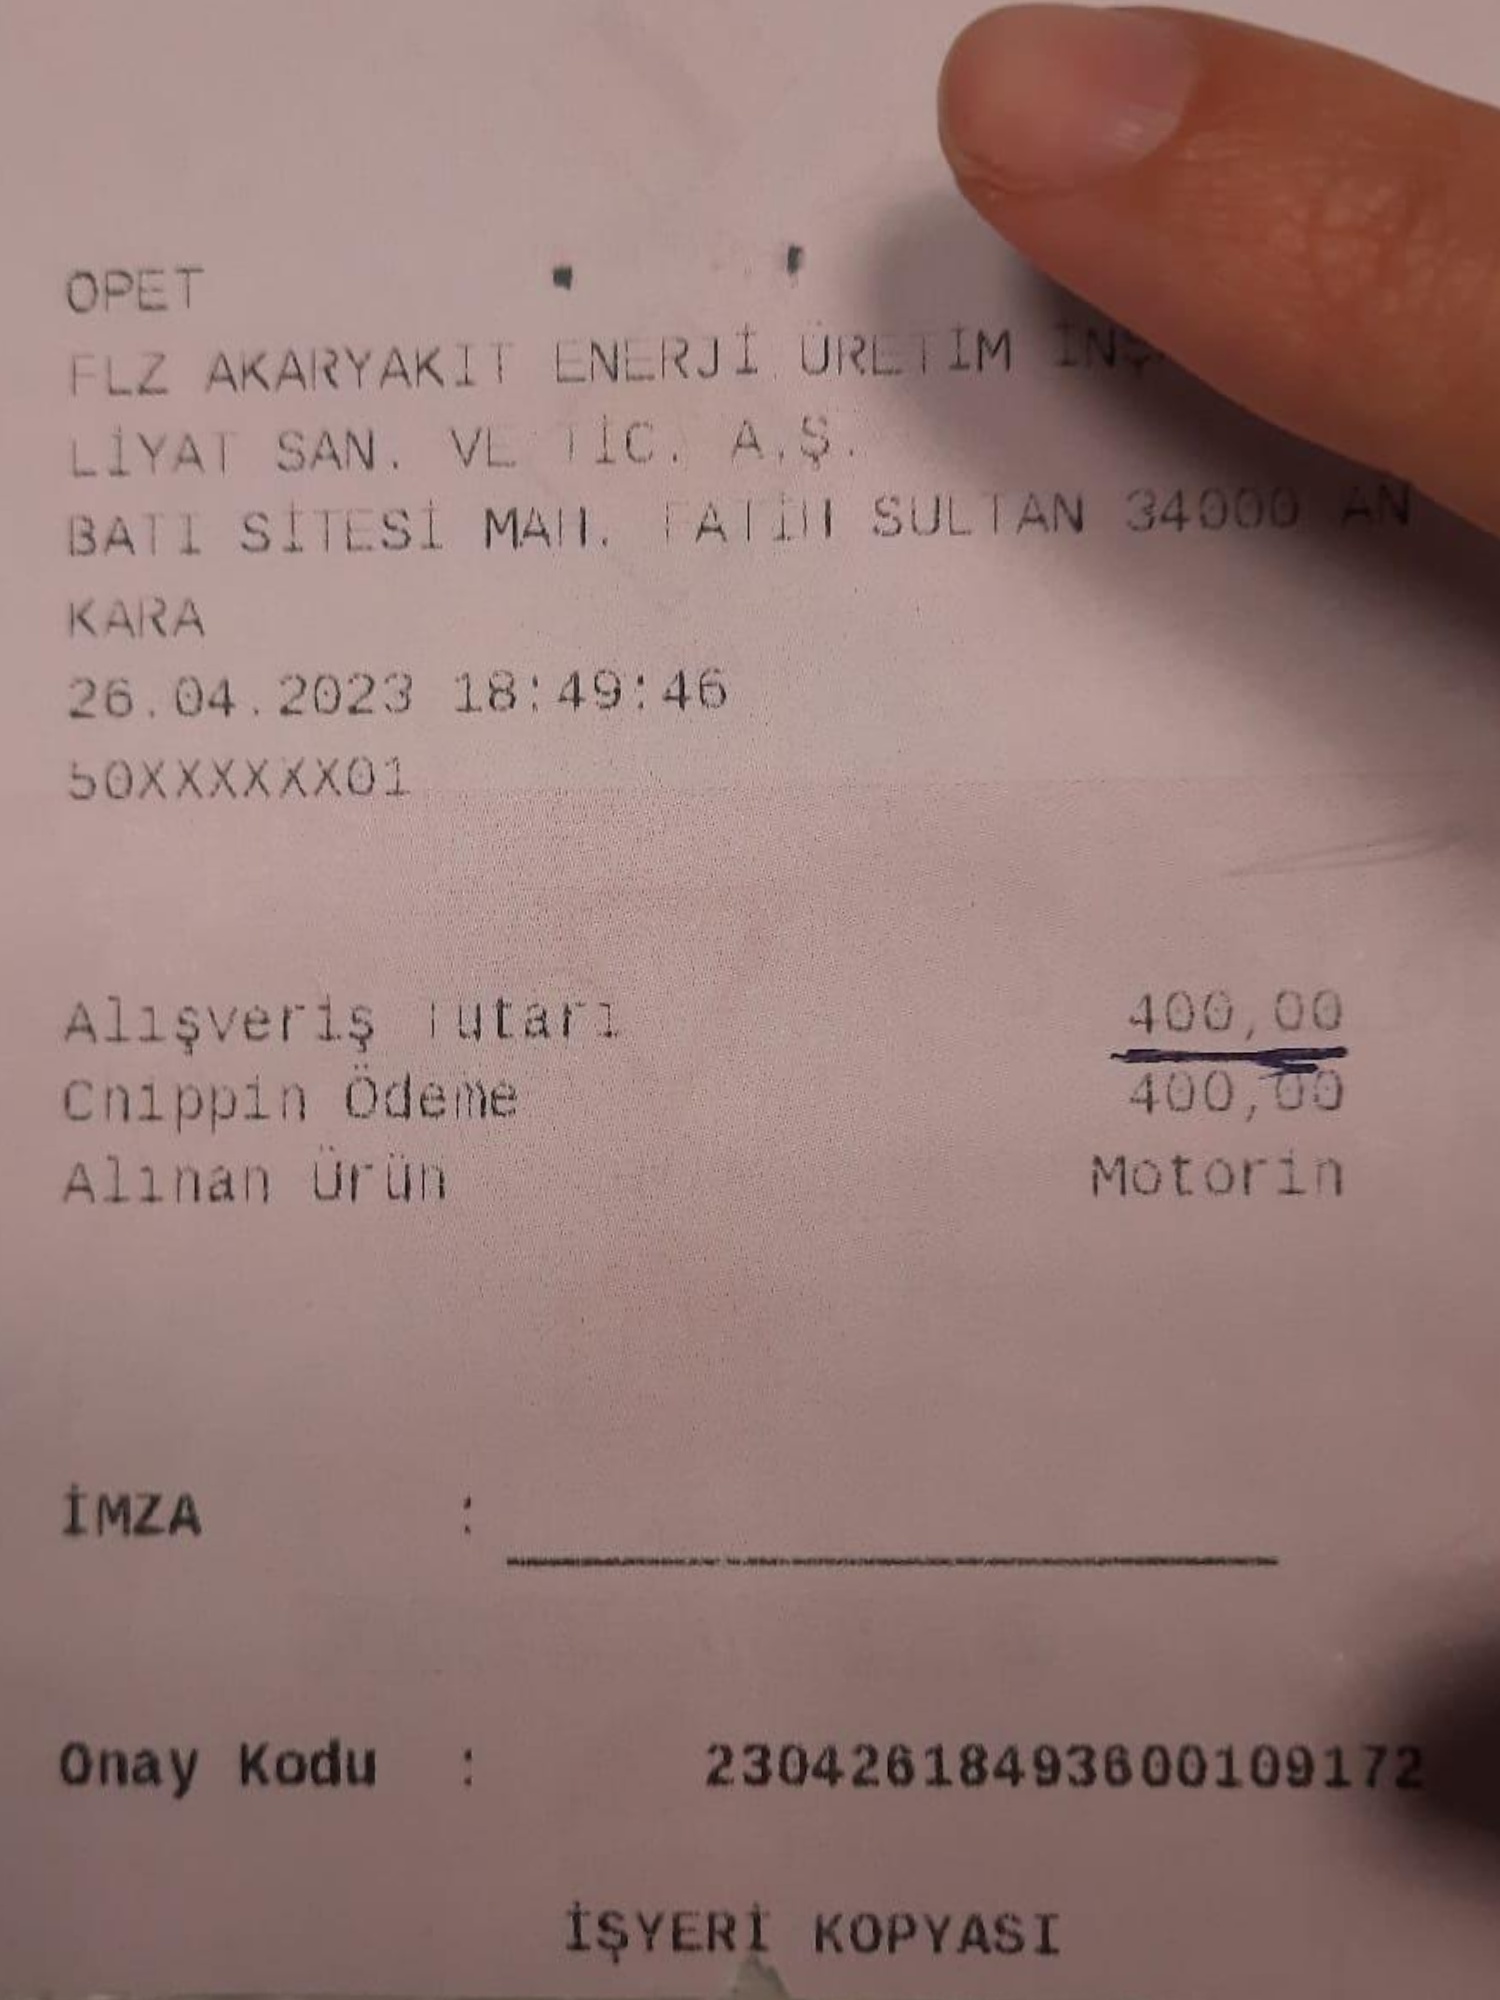 OPET
FLZ AKARYAKIT ENERJİ ÜRETİM İNŞ
LİYAT SAN. VE TİC. A.Ş.
BATI SİTESİ MAH. FATİH SULTAN 34000 AN
KARA
26.04.2023 18:49:46
50XXXXXX01
Alışveriş Tutarı 400,00
Chippin Ödeme 400,00
Alınan Ürün Motorin
İMZA :
Onay Kodu : 23042618493600109172
İŞYERİ KOPYASI